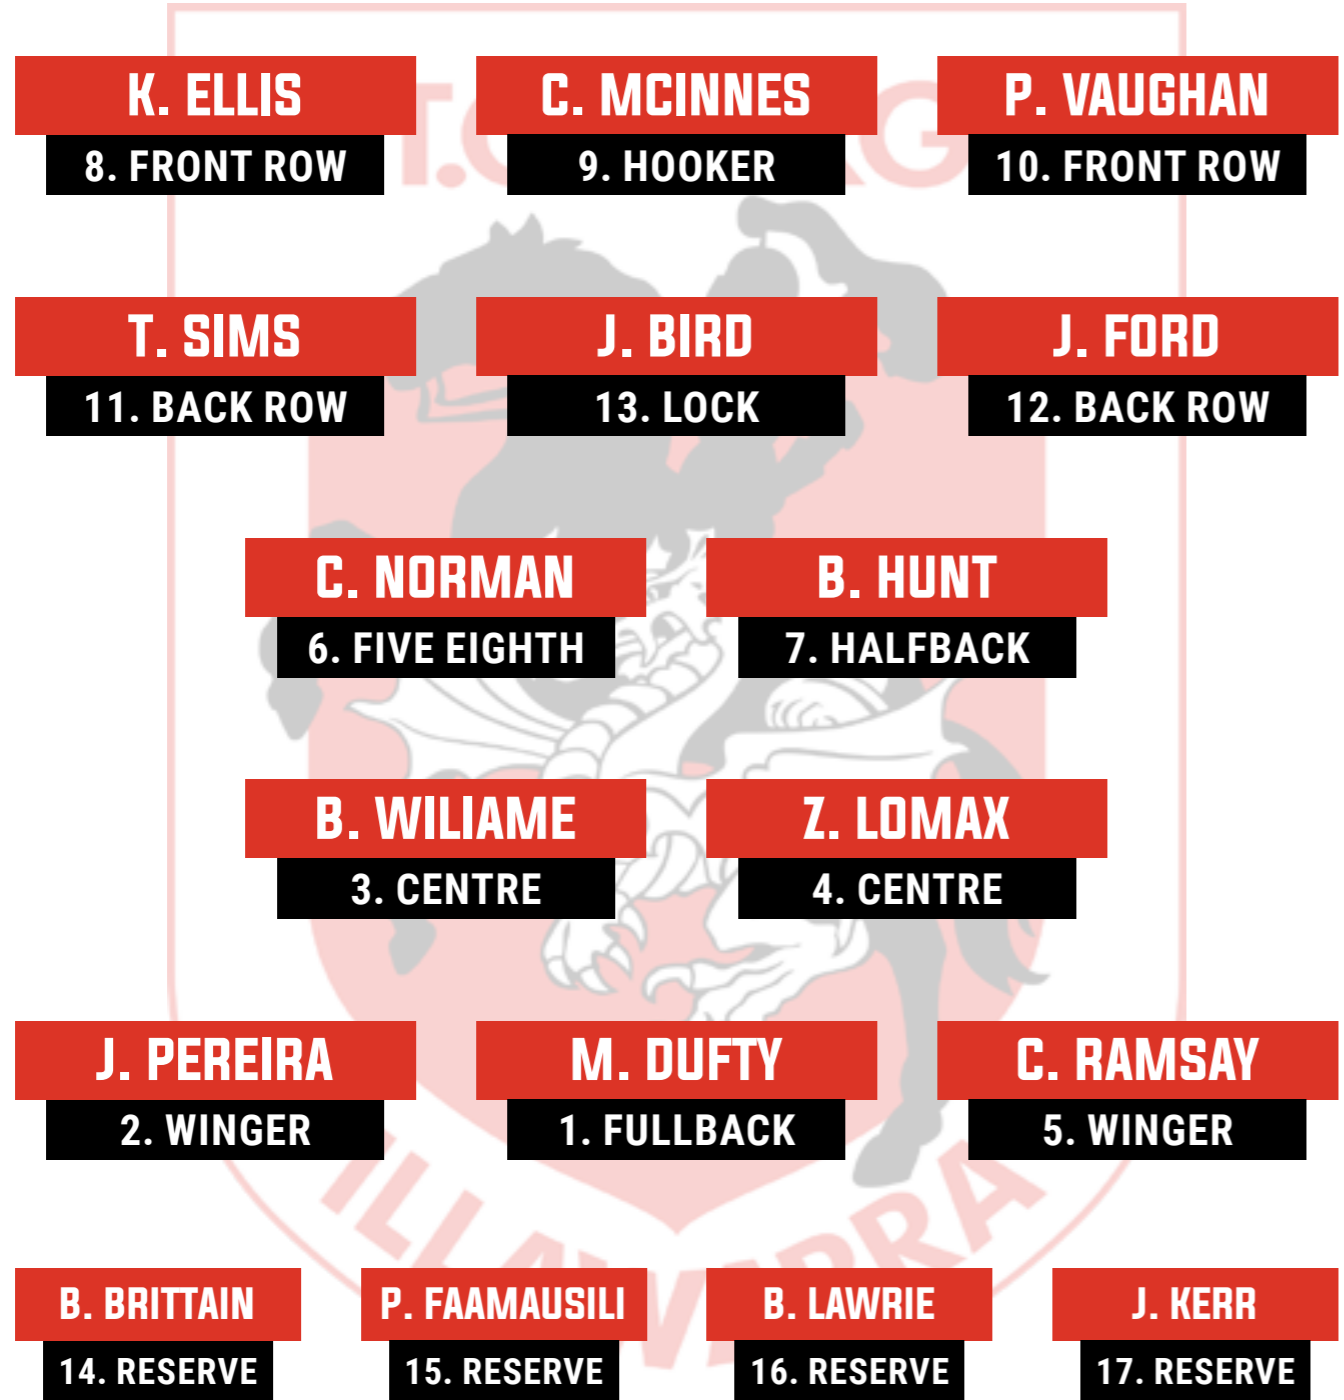 K. ELLIS
8. FRONT ROW
C. MCINNES
9. HOOKER
P. VAUGHAN
10. FRONT ROW
T. SIMS
11. BACK ROW
J. BIRD
13. LOCK
J. FORD
12. BACK ROW
C. NORMAN
6. FIVE EIGHTH
B. HUNT
7. HALFBACK
B. WILIAME
3. CENTRE
Z. LOMAX
4. CENTRE
J. PEREIRA
2. WINGER
M. DUFTY
1. FULLBACK
C. RAMSAY
5. WINGER
ILLAWARRA
B. BRITTAIN
14. RESERVE
P. FAAMAUSILI
15. RESERVE
B. LAWRIE
16. RESERVE
J. KERR
17. RESERVE